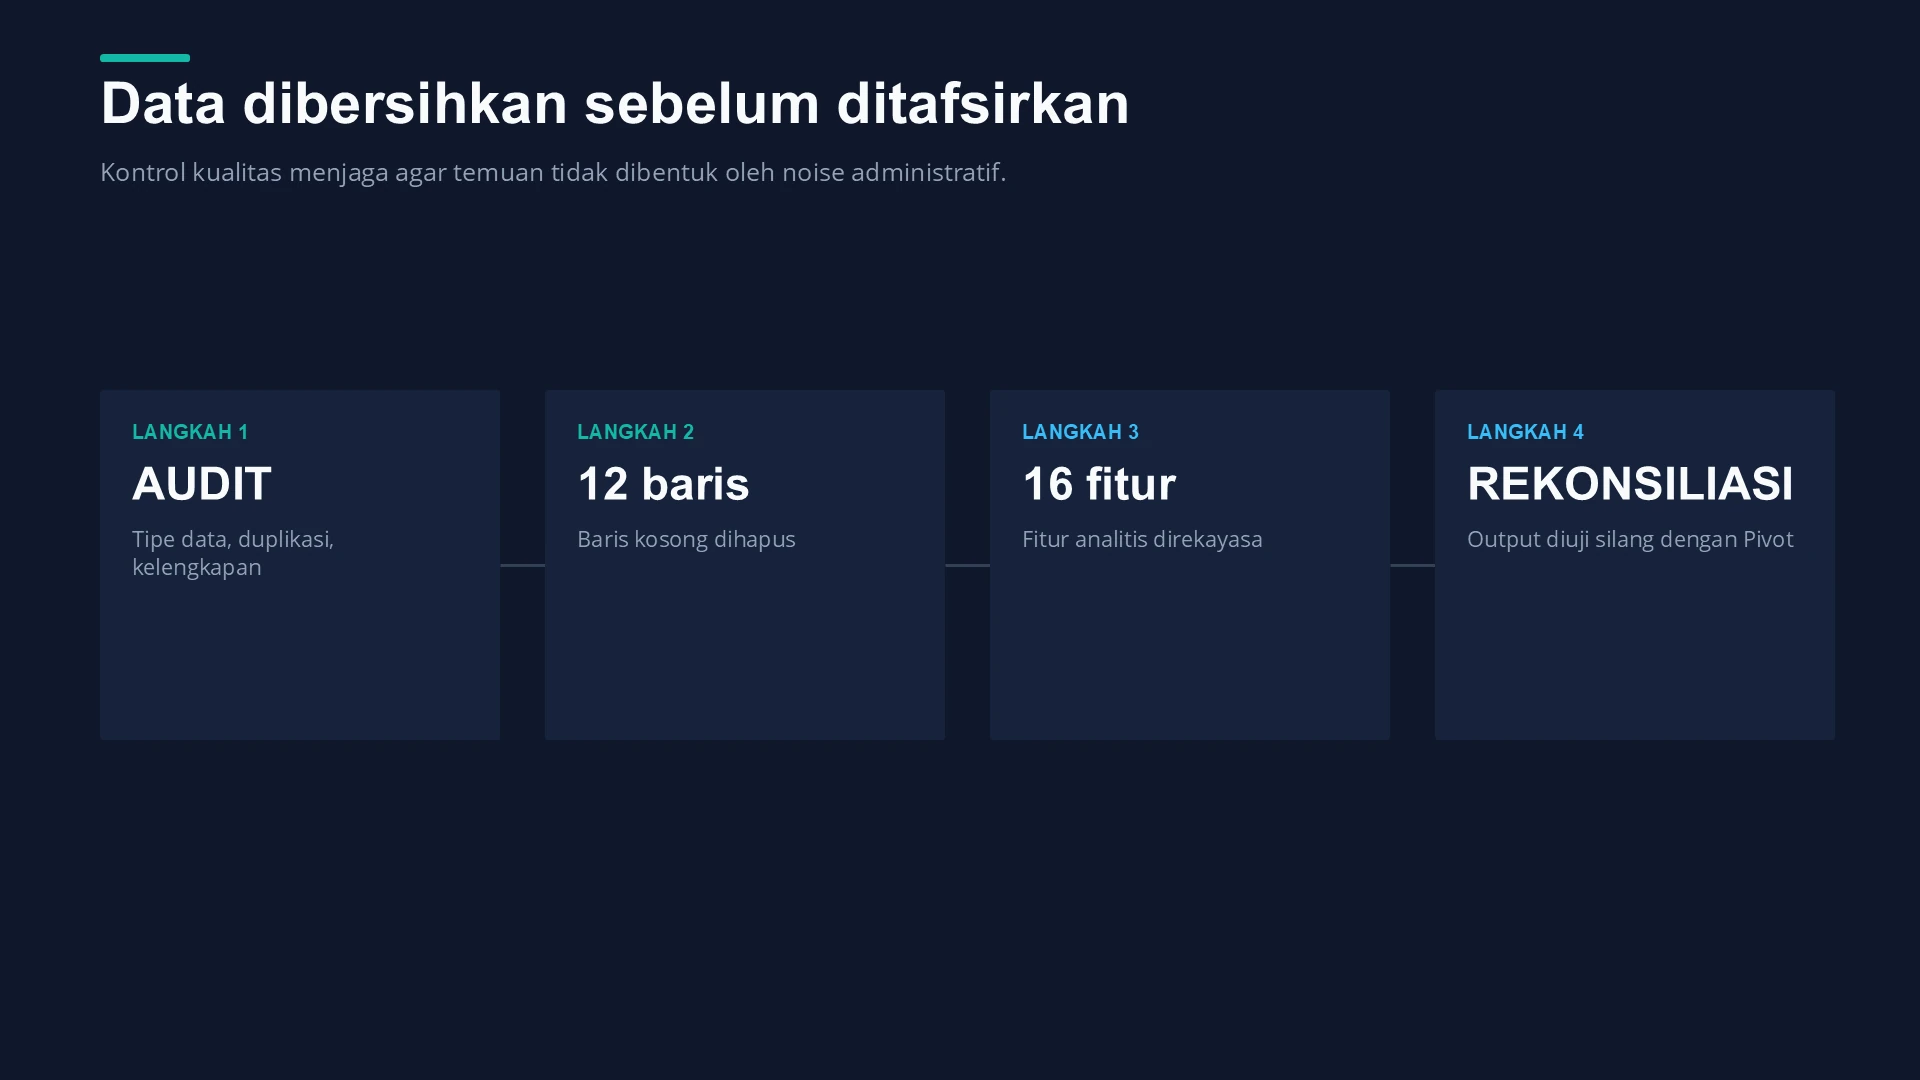 Data dibersihkan sebelum ditafsirkan
Kontrol kualitas menjaga agar temuan tidak dibentuk oleh noise administratif.
LANGKAH 1
AUDIT
Tipe data, duplikasi,
kelengkapan
LANGKAH 2
12 baris
Baris kosong dihapus
LANGKAH 3
16 fitur
Fitur analitis direkayasa
LANGKAH 4
REKONSILIASI
Output diuji silang dengan Pivot